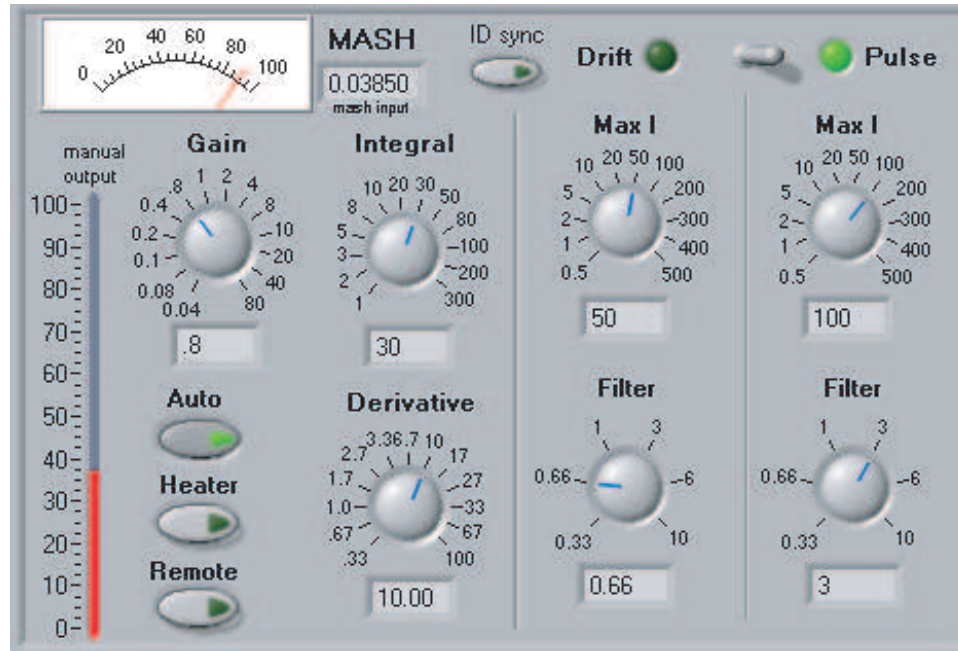 0 20 40 60 80 100
MASH
0.03850
mash input
ID sync
Drift
Pulse
manual
output
100
90
80
70
60
50
40
30
20
10
0
Gain
0.04 0.08 0.1 0.2 0.4 .8 1 2 4 8 10 20 40 80
.8
Integral
1 2 3 5 8 10 20 30 50 80 100 200 300
30
Max I
0.5 1 2 5 10 20 50 100 200 300 400 500
50
Max I
0.5 1 2 5 10 20 50 100 200 300 400 500
100
Auto
Heater
Remote
Derivative
.33 .67 1.0 1.7 2.7 3.3 6.7 10 17 27 33 67 100
10.00
Filter
0.33 0.66 1 3 6 10
0.66
Filter
0.33 0.66 1 3 6 10
3